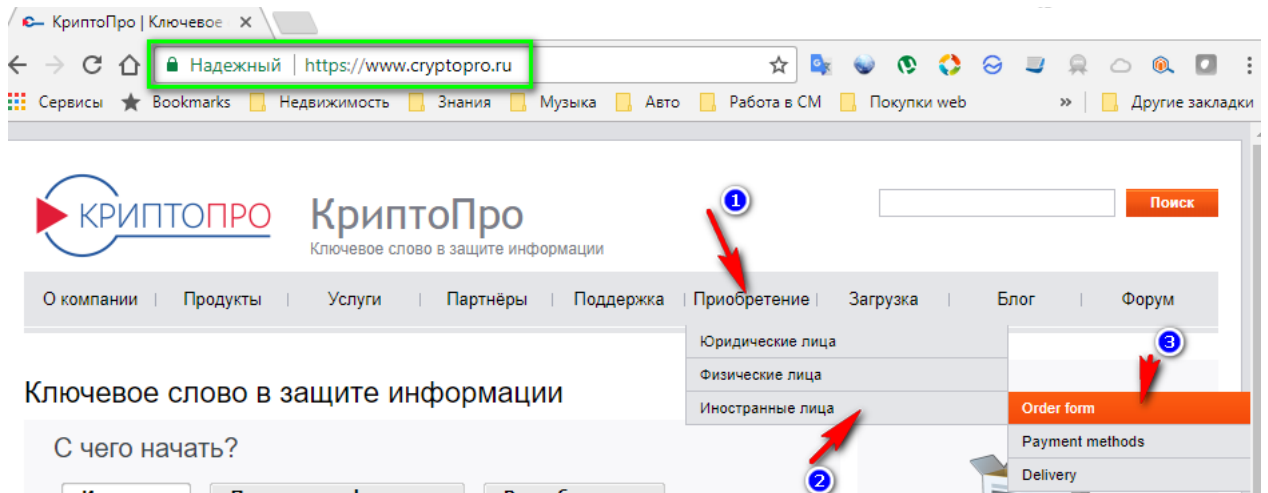 КриптоПро | Ключевое
Надежный | https://www.cryptopro.ru
Сервисы Bookmarks Недвижимость Знания Музыка Авто Работа в СМ Покупки web » Другие закладки
КРИПТОПРО
КриптоПро
Ключевое слово в защите информации
1
Поиск
О компании | Продукты | Услуги | Партнёры | Поддержка | Приобретение | Загрузка | Блог | Форум
Юридические лица
3
Физические лица
Ключевое слово в защите информации
Иностранные лица
Order form
С чего начать?
Payment methods
2
Delivery